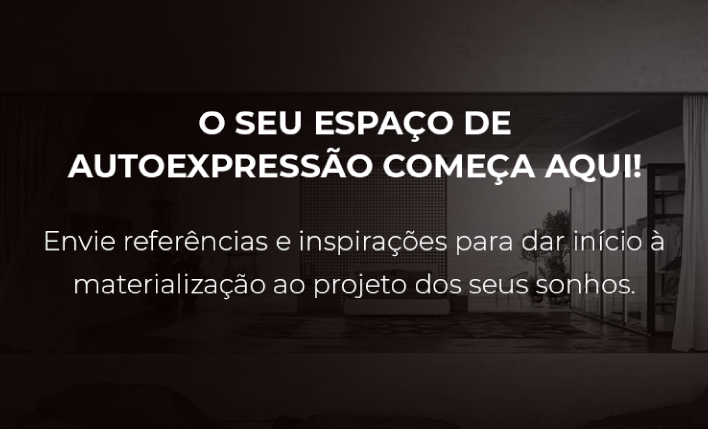 O SEU ESPAÇO DE
AUTOEXPRESSÃO COMEÇA AQUI!
Envie referências e inspirações para dar início à
materialização ao projeto dos seus sonhos.